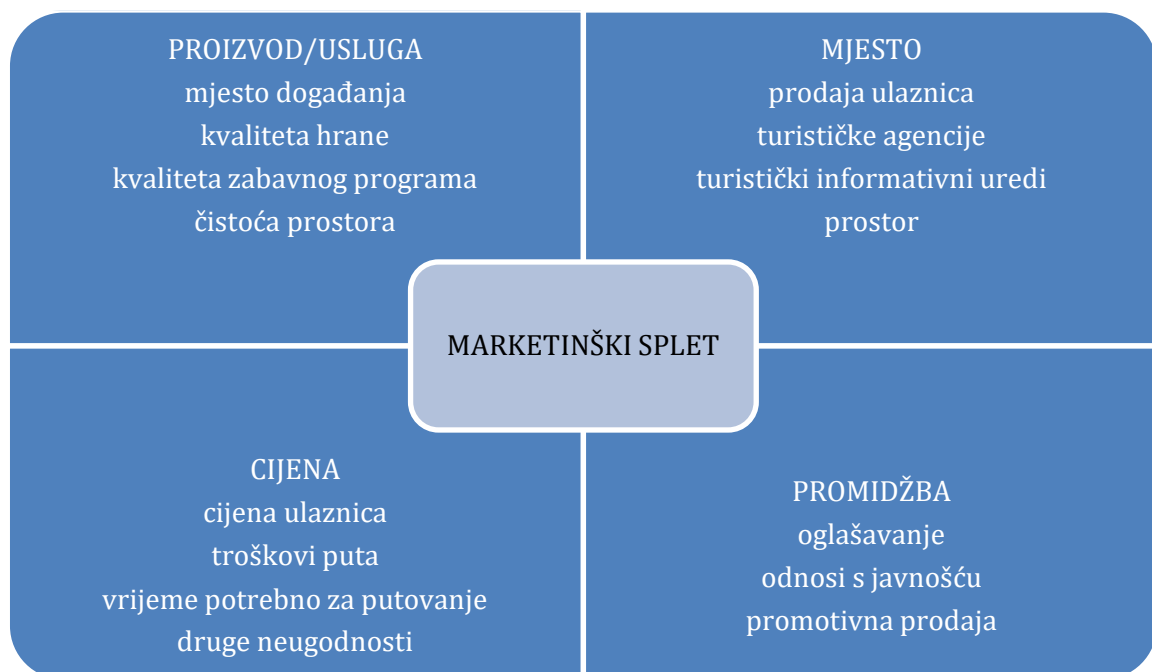 PROIZVOD/USLUGA
mjesto događanja
kvaliteta hrane
kvaliteta zabavnog programa
čistoća prostora
MJESTO
prodaja ulaznica
turističke agencije
turistički informativni uredi
prostor
MARKETINŠKI SPLET
CIJENA
cijena ulaznica
troškovi puta
vrijeme potrebno za putovanje
druge neugodnosti
PROMIDŽBA
oglašavanje
odnosi s javnošću
promotivna prodaja